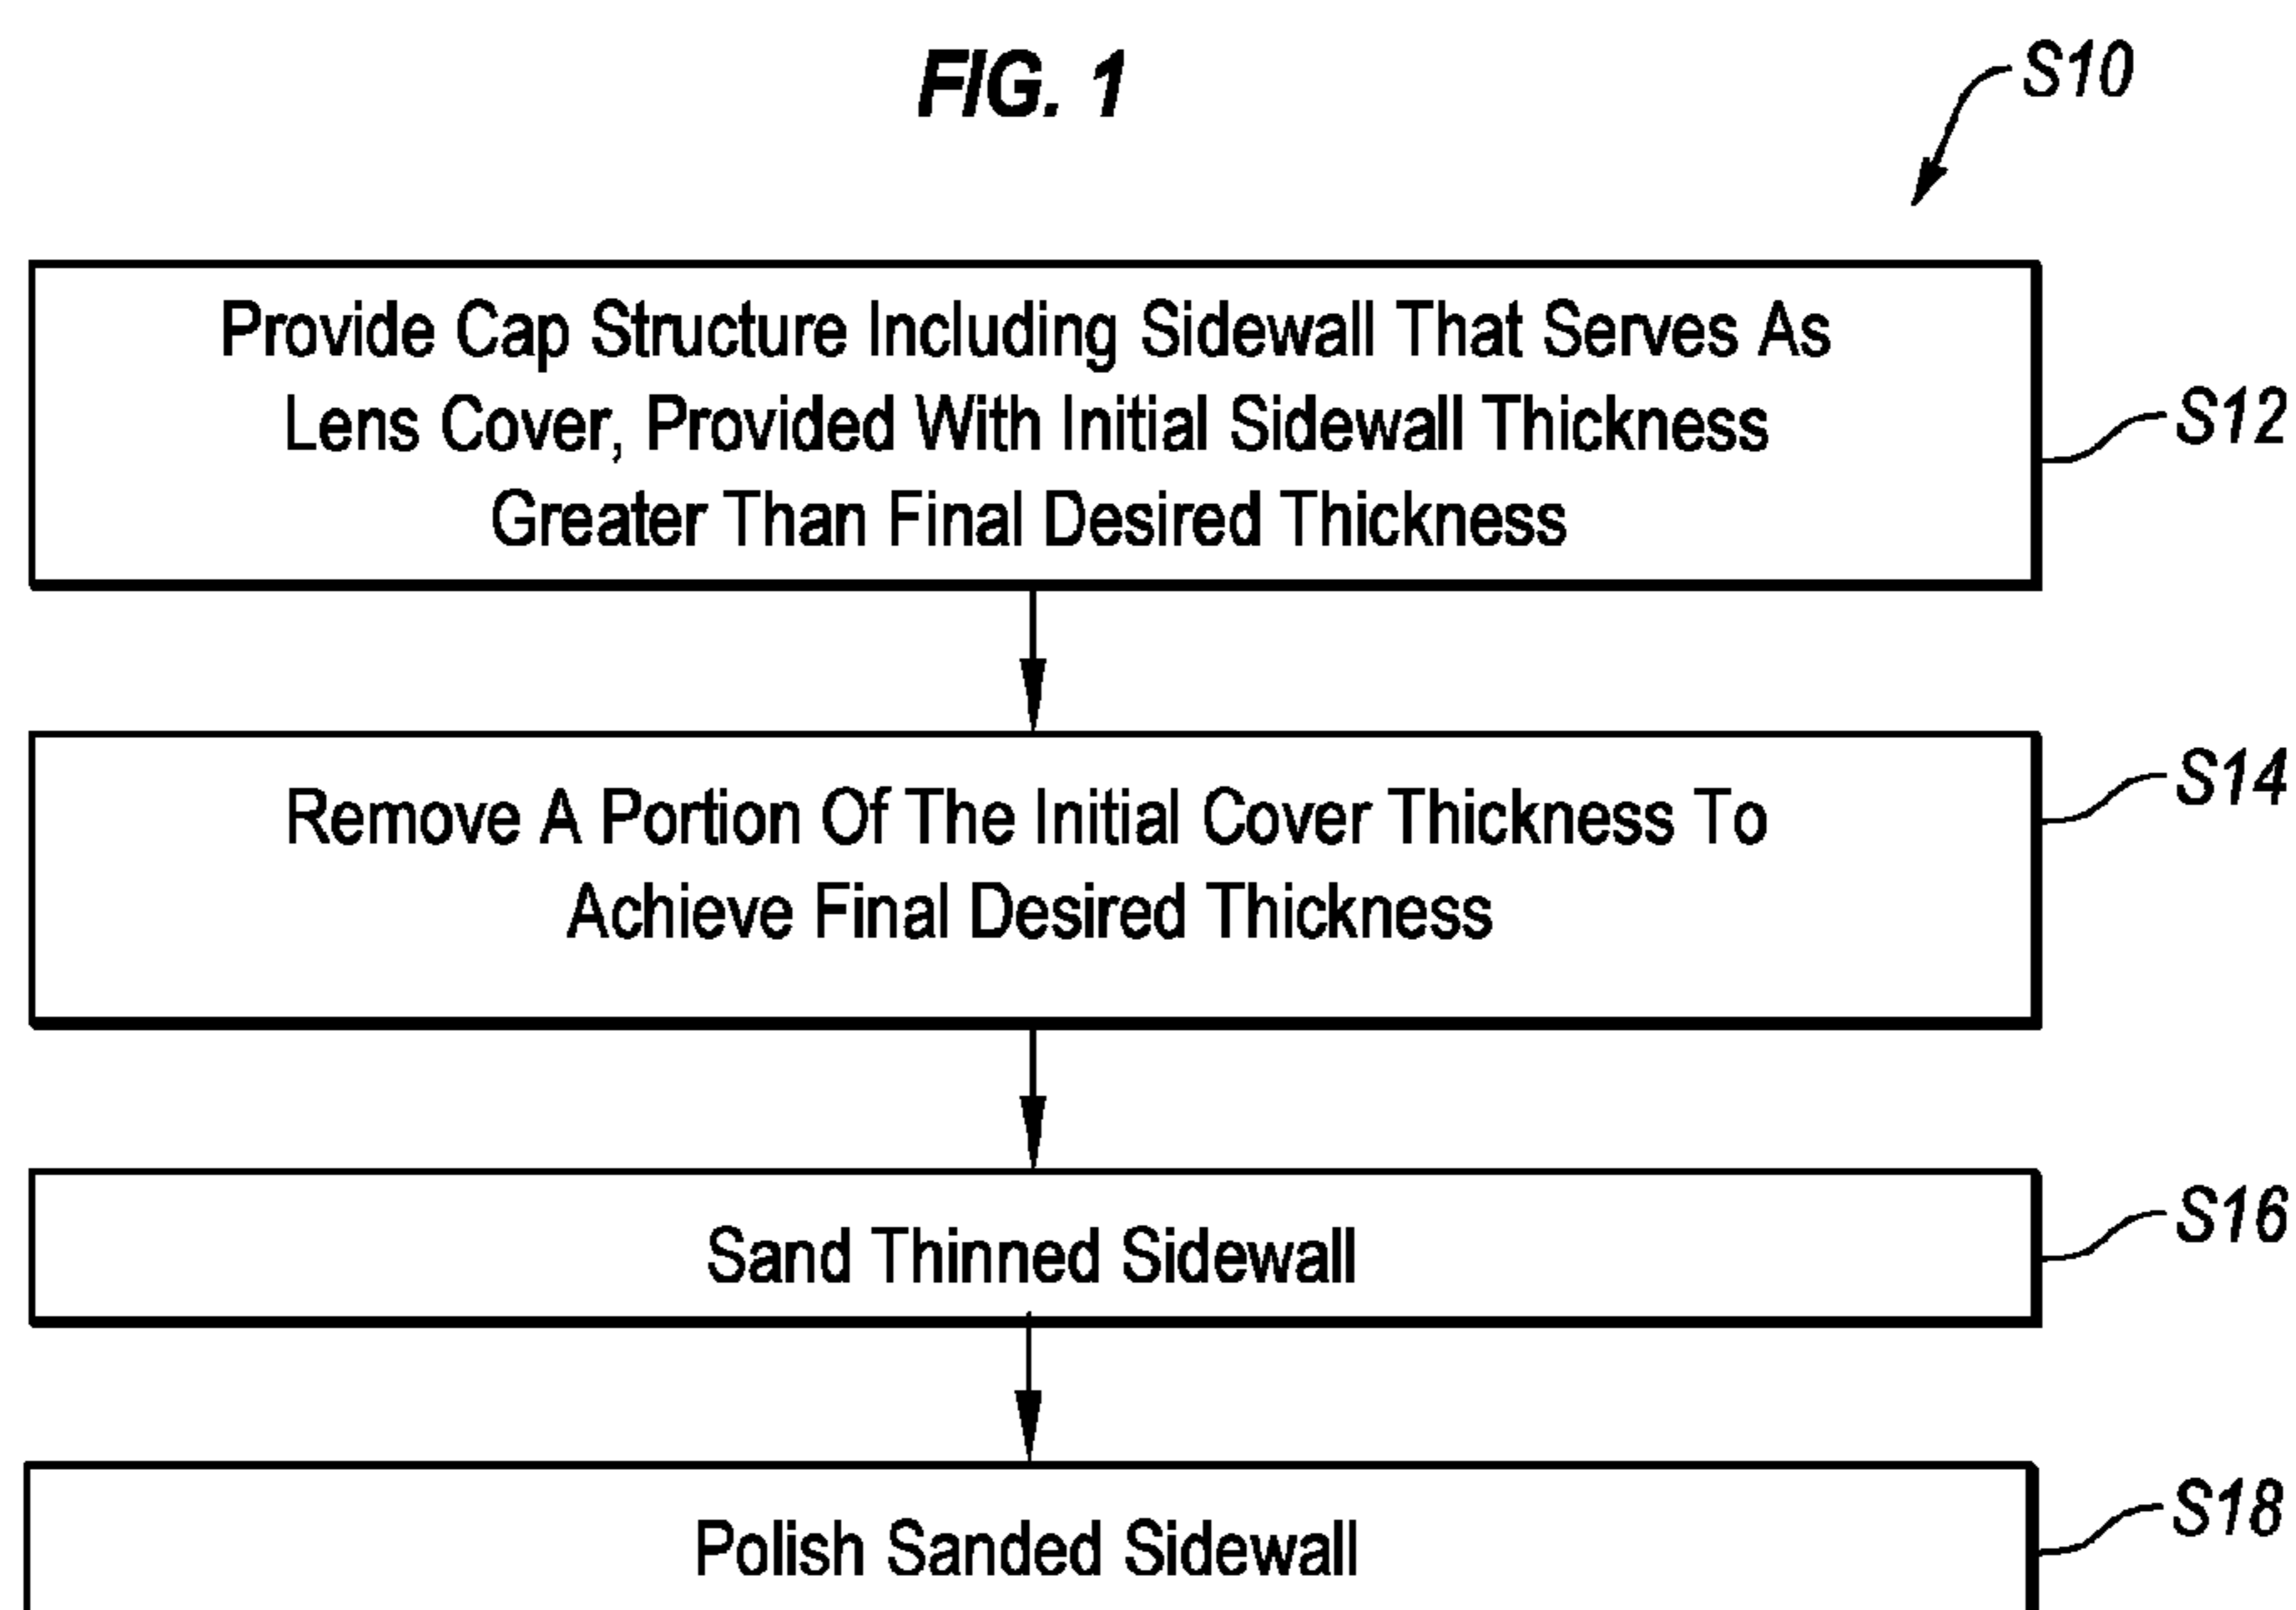 FIG. 1
S10
Provide Cap Structure Including Sidewall That Serves As
Lens Cover, Provided With Initial Sidewall Thickness
Greater Than Final Desired Thickness
S12
Remove A Portion Of The Initial Cover Thickness To
Achieve Final Desired Thickness
S14
Sand Thinned Sidewall
S16
Polish Sanded Sidewall
S18